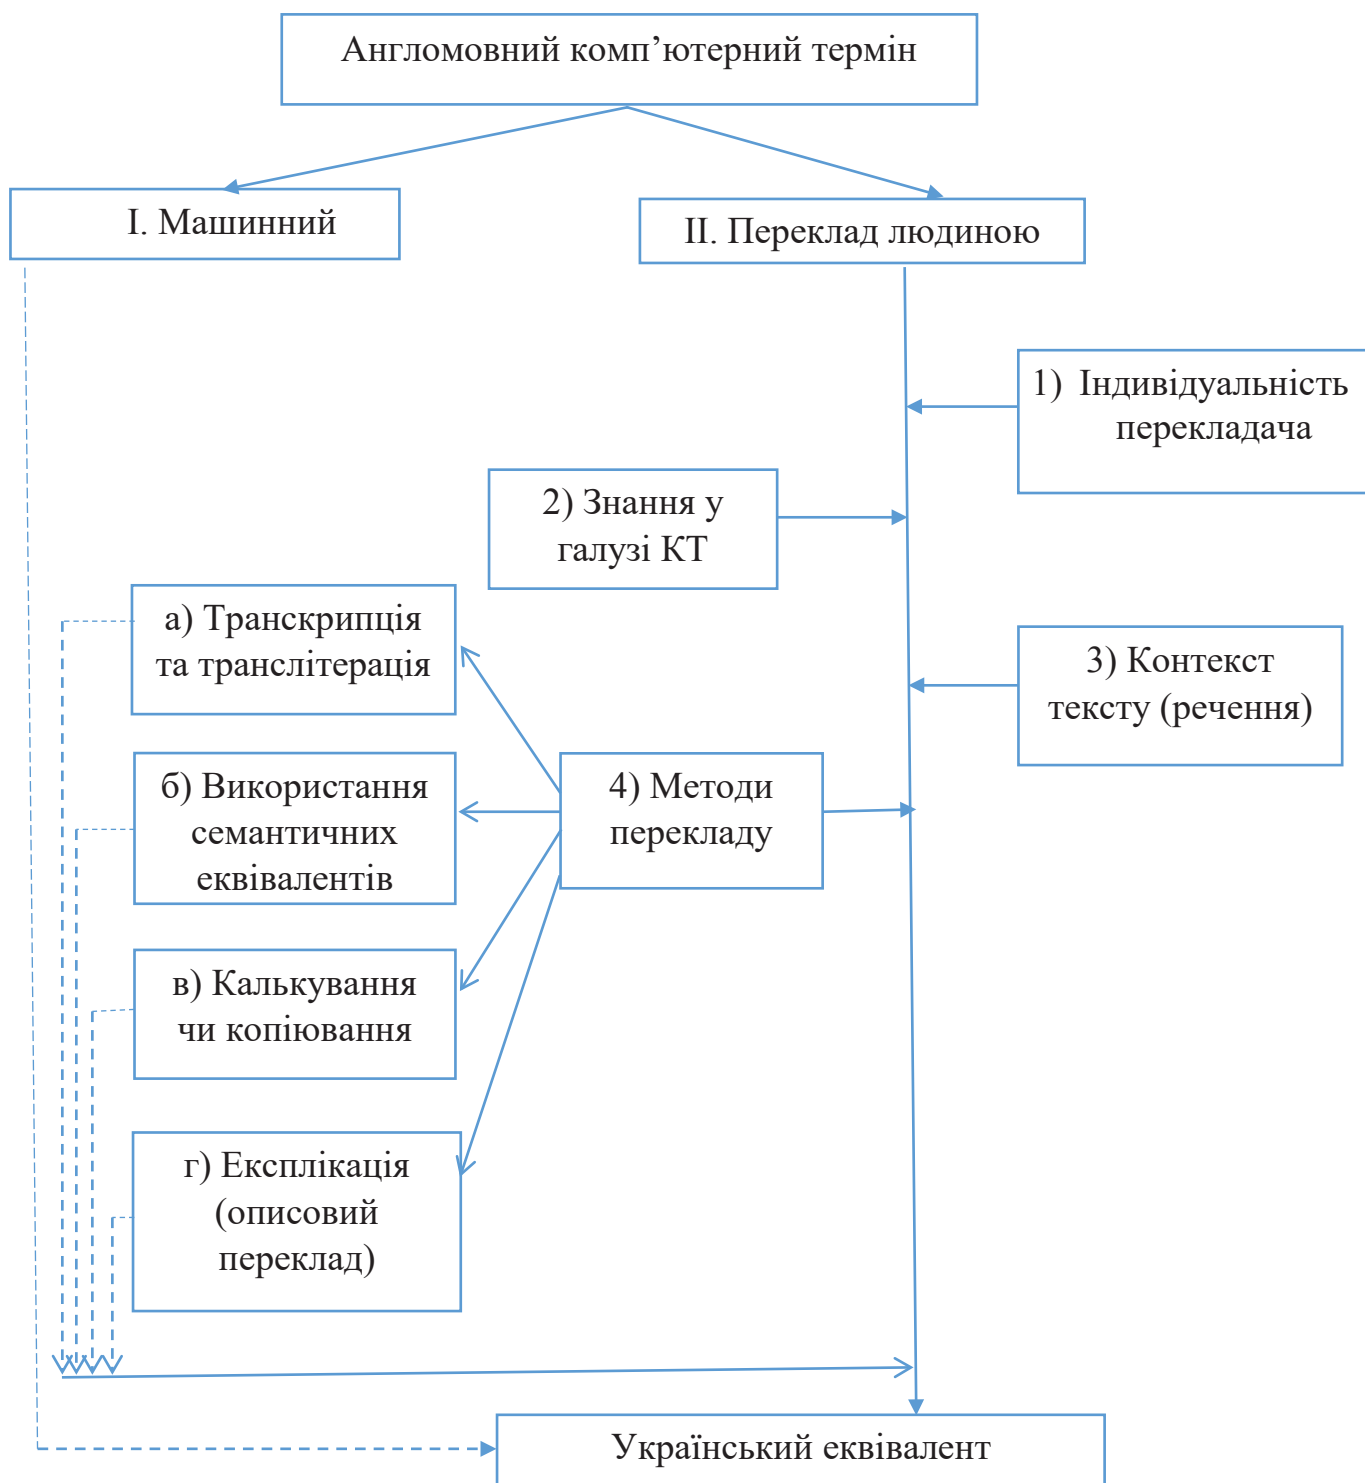 Англомовний комп’ютерний термін
І. Машинний
ІІ. Переклад людиною
1) Індивідуальність
перекладача
2) Знання у
галузі КТ
а) Транскрипція
та транслітерація
3) Контекст
тексту (речення)
б) Використання
семантичних
еквівалентів
4) Методи
перекладу
в) Калькування
чи копіювання
г) Експлікація
(описовий
переклад)
Український еквівалент